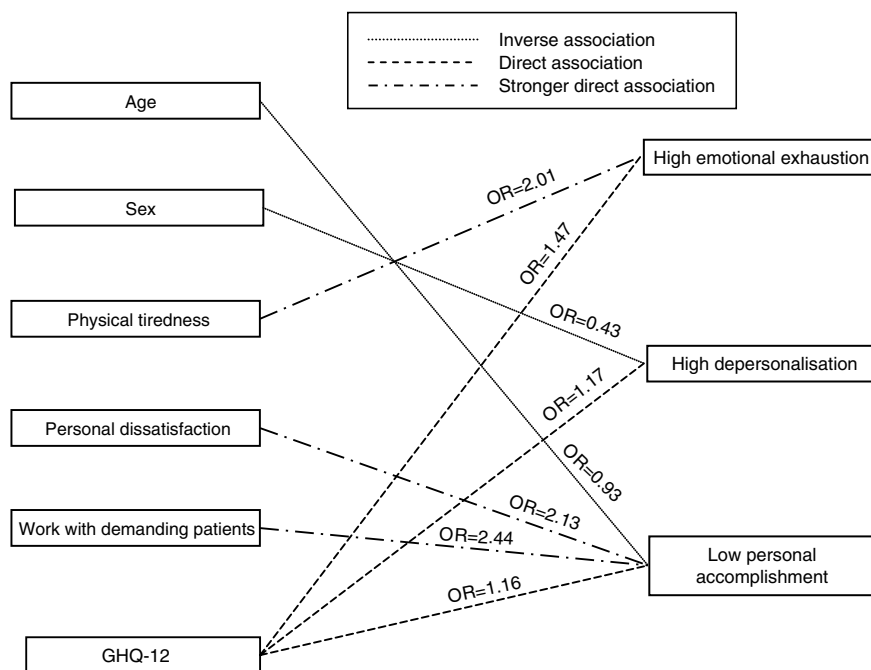 Inverse association
Direct association
Stronger direct association
Age
Sex
Physical tiredness
Personal dissatisfaction
Work with demanding patients
GHQ-12
OR=2.01
OR=1.47
OR=0.43
OR=1.17
OR=0.93
OR=2.13
OR=2.44
OR=1.16
High emotional exhaustion
High depersonalisation
Low personal
accomplishment